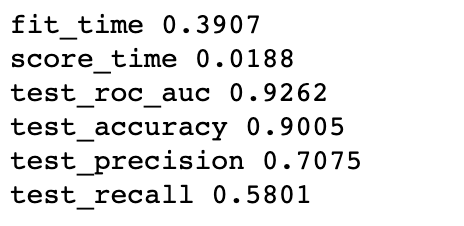 fit_time 0.3907
score_time 0.0188
test_roc_auc 0.9262
test_accuracy 0.9005
test_precision 0.7075
test_recall 0.5801